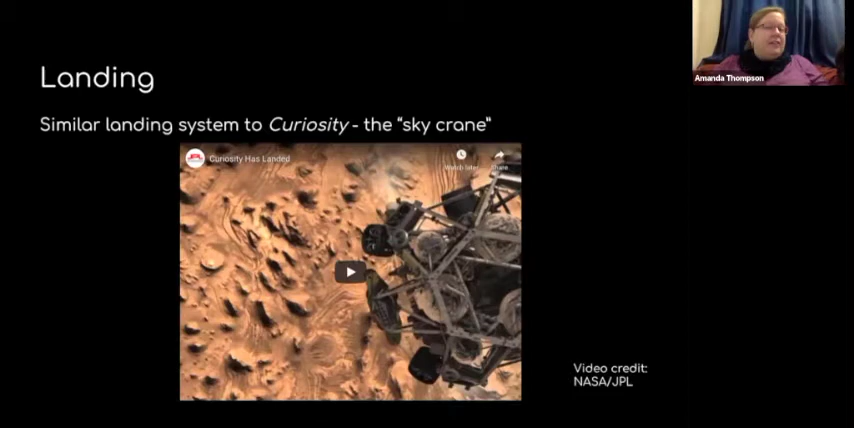 Landing
Similar landing system to Curiosity - the “sky crane”
JPL
Curiosity Has Landed
Watch later
Share
Video credit:
NASA/JPL
Amanda Thompson